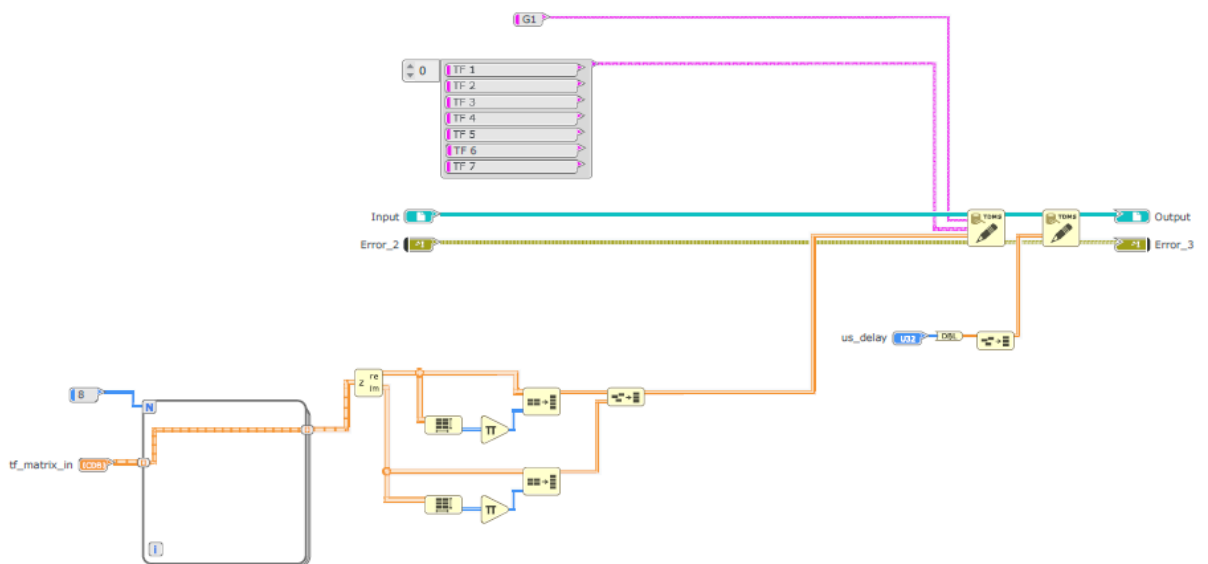 G1
0
TF 1
TF 2
TF 3
TF 4
TF 5
TF 6
TF 7
Input
TDMS
TDMS
Output
Error_2
Error_3
us_delay
U32
DBL
z
re
im
8
N
π
tf_matrix_in
[CDB]
π
i